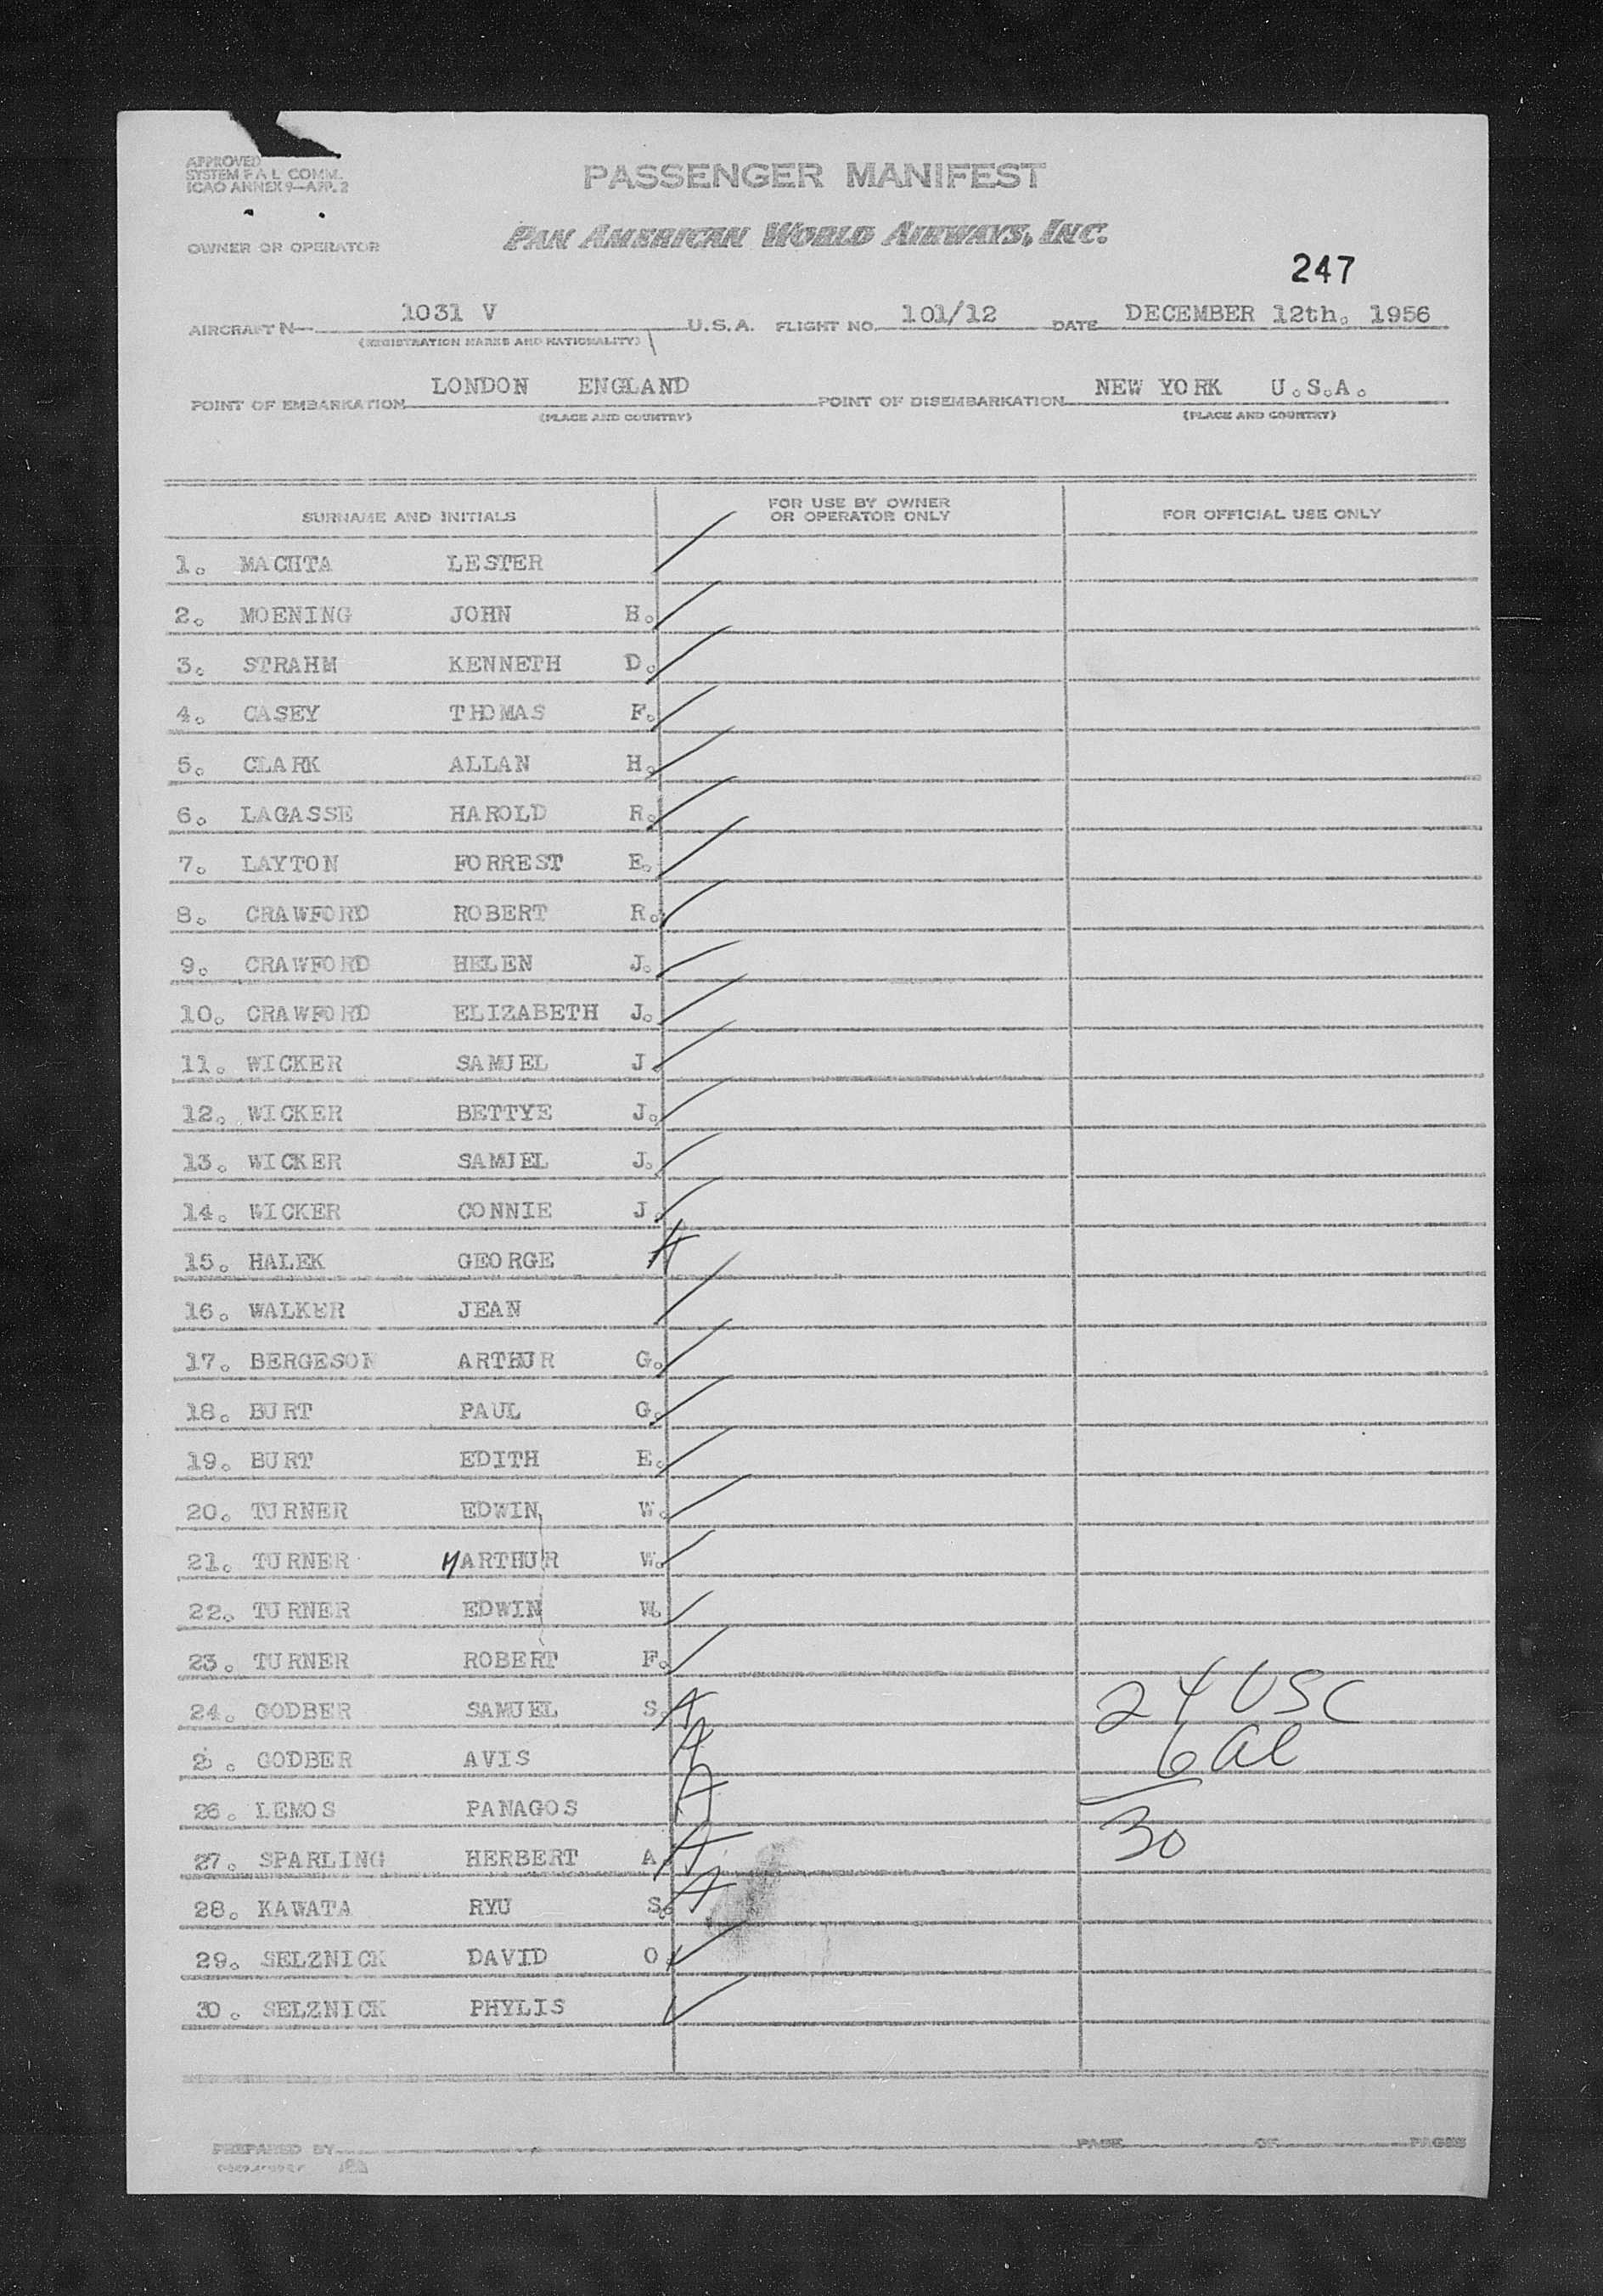 APPROVED
SYSTEM F A L COMM.
ICAO ANNEX 9—APP. 2
PASSENGER MANIFEST
OWNER OR OPERATOR PAN AMERICAN WORLD AIRWAYS, INC.
247
AIRCRAFT N 1031 V U.S.A. FLIGHT NO. 101/12 DATE DECEMBER 12th. 1956
(REGISTRATION MARKS AND NATIONALITY)
POINT OF EMBARKATION LONDON ENGLAND POINT OF DISEMBARKATION NEW YORK U.S.A.
(PLACE AND COUNTRY) (PLACE AND COUNTRY)
SURNAME AND INITIALS FOR USE BY OWNER OR OPERATOR ONLY FOR OFFICIAL USE ONLY
1. MACHTA LESTER
2. MOENING JOHN H.
3. STRAHM KENNETH D.
4. CASEY THOMAS F.
5. CLARK ALLAN H.
6. LAGASSE HAROLD R.
7. LAYTON FORREST E.
8. CRAWFORD ROBERT R.
9. CRAWFORD HELEN J.
10. CRAWFORD ELIZABETH J.
11. WICKER SAMUEL J.
12. WICKER BETTYE J.
13. WICKER SAMUEL J.
14. WICKER CONNIE J.
15. HALEK GEORGE A
16. WALKER JEAN
17. BERGESON ARTHUR G.
18. BURT PAUL G.
19. BURT EDITH E.
20. TURNER EDWIN W.
21. TURNER MARTHUR W.
22. TURNER EDWIN W.
23. TURNER ROBERT F.
24. GODBER SAMUEL S. A 24 USC
2 . GODBER AVIS A 6 al
26. LEMOS PANAGOS A 30
27. SPARLING HERBERT A. A
28. KAWATA RYU S. A
29. SELZNICK DAVID O.
30. SELZNICK PHYLIS
PREPARED BY PAGE OF PAGES